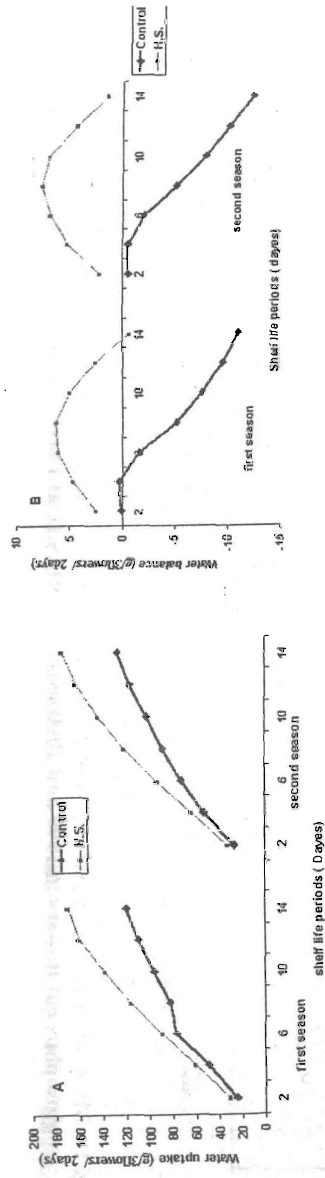 A
Water uptake (g/3flowers/ 2days)
200
180
160
140
120
100
80
60
40
20
0
Control
H.S.
2
6
10
14
2
6
10
14
first season
second season
shelf life periods ( Dayes)
B
Water balance (g/3flowers/ 2days)
10
5
0
-5
-10
-15
Control
H.S.
2
6
10
14
2
6
10
14
first season
second season
Shelf life periods ( dayes)